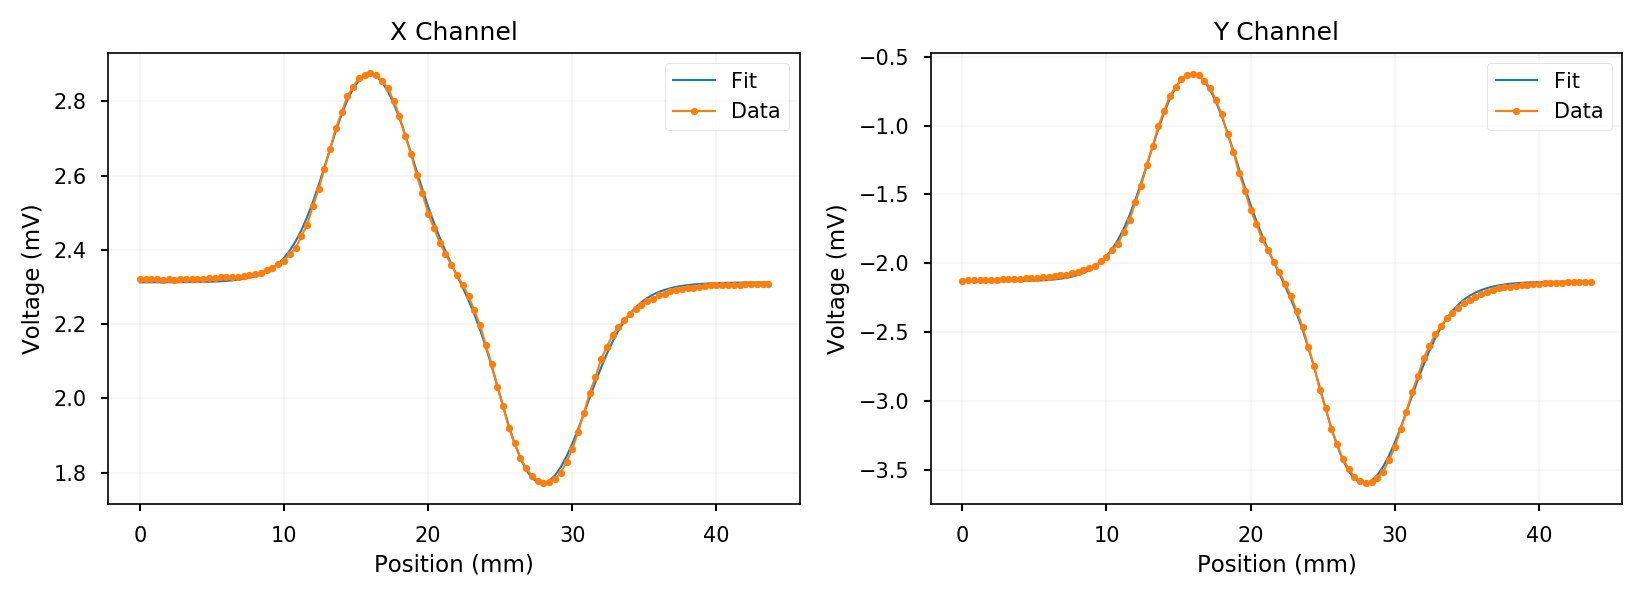 X Channel
Voltage (mV)
2.8
2.6
2.4
2.2
2.0
1.8
0
10
20
30
40
Position (mm)
Fit
Data
Y Channel
Voltage (mV)
−0.5
−1.0
−1.5
−2.0
−2.5
−3.0
−3.5
0
10
20
30
40
Position (mm)
Fit
Data